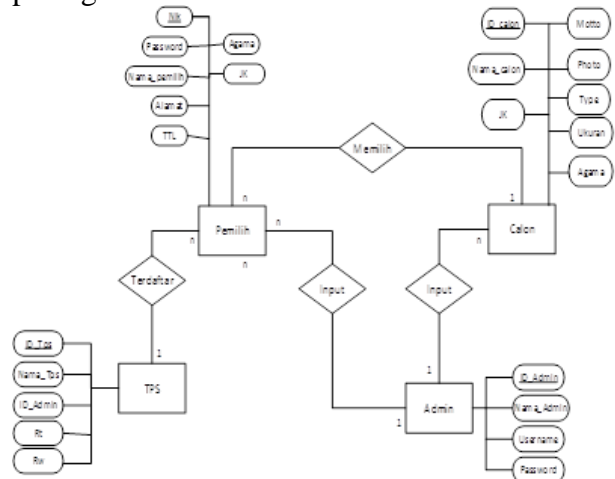 Nik
Password
Agama
Nama_pemilih
JK
Alamat
TTL
ID_calon
Motto
Nama_calon
Photo
Type
JK
Ukuran
Agama
Memilih
n
1
Pemilih
Calon
n
n
n
n
Terdaftar
Input
Input
1
1
1
ID_Tps
Nama_Tps
ID_Admin
Rt
Rw
TPS
Admin
ID_Admin
Nama_Admin
Username
Password